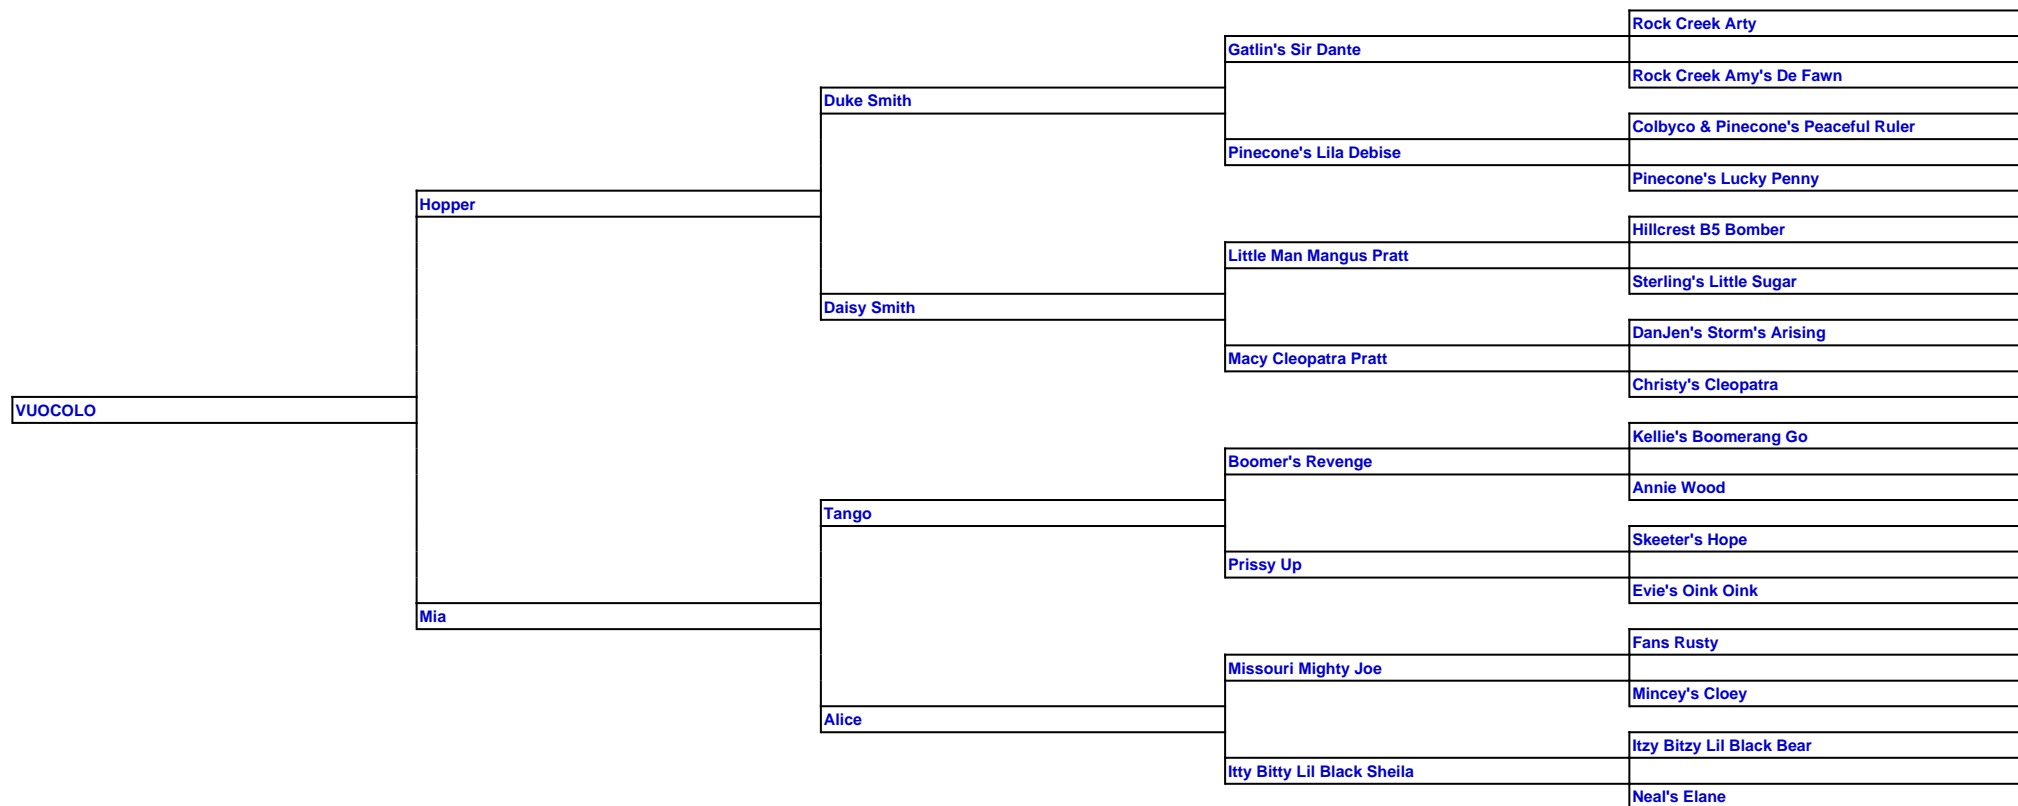 Rock Creek Arty
Gatlin's Sir Dante
Rock Creek Amy's De Fawn
Duke Smith
Colbyco & Pinecone's Peaceful Ruler
Pinecone's Lila Debise
Pinecone's Lucky Penny
Hopper
Hillcrest B5 Bomber
Little Man Mangus Pratt
Sterling's Little Sugar
Daisy Smith
DanJen's Storm's Arising
Macy Cleopatra Pratt
Christy's Cleopatra
VUOCOLO
Kellie's Boomerang Go
Boomer's Revenge
Annie Wood
Tango
Skeeter's Hope
Prissy Up
Evie's Oink Oink
Mia
Fans Rusty
Missouri Mighty Joe
Mincey's Cloey
Alice
Itzy Bitzy Lil Black Bear
Itty Bitty Lil Black Sheila
Neal's Elane